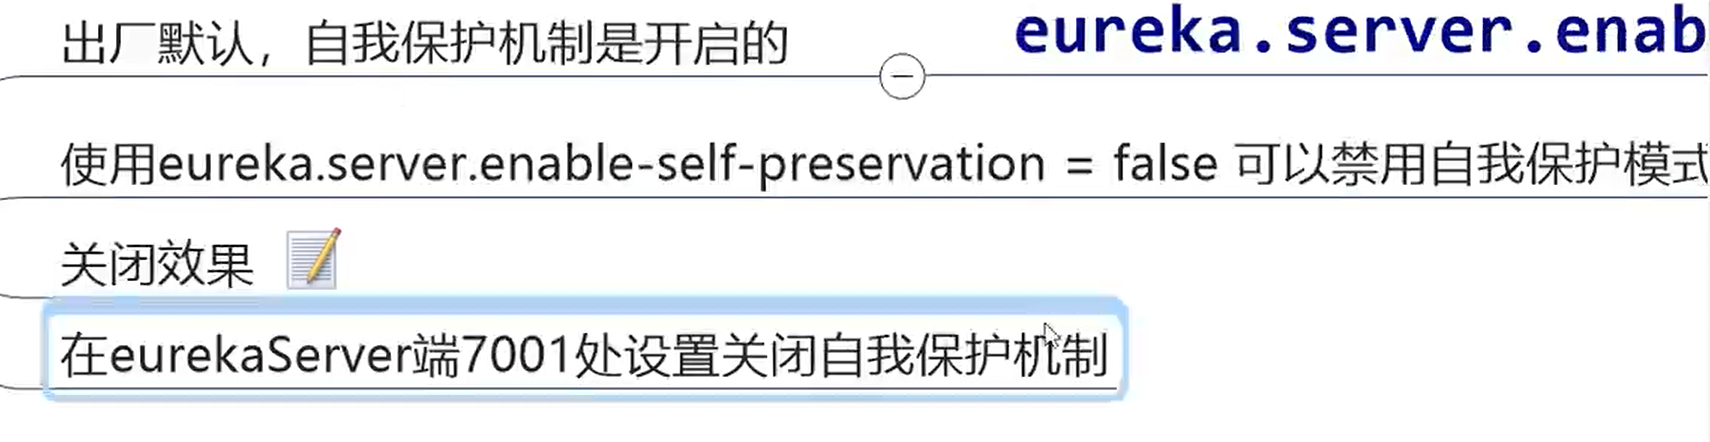 出厂默认，自我保护机制是开启的 eureka.server.enab
使用eureka.server.enable-self-preservation = false 可以禁用自我保护模式
关闭效果
在eurekaServer端7001处设置关闭自我保护机制